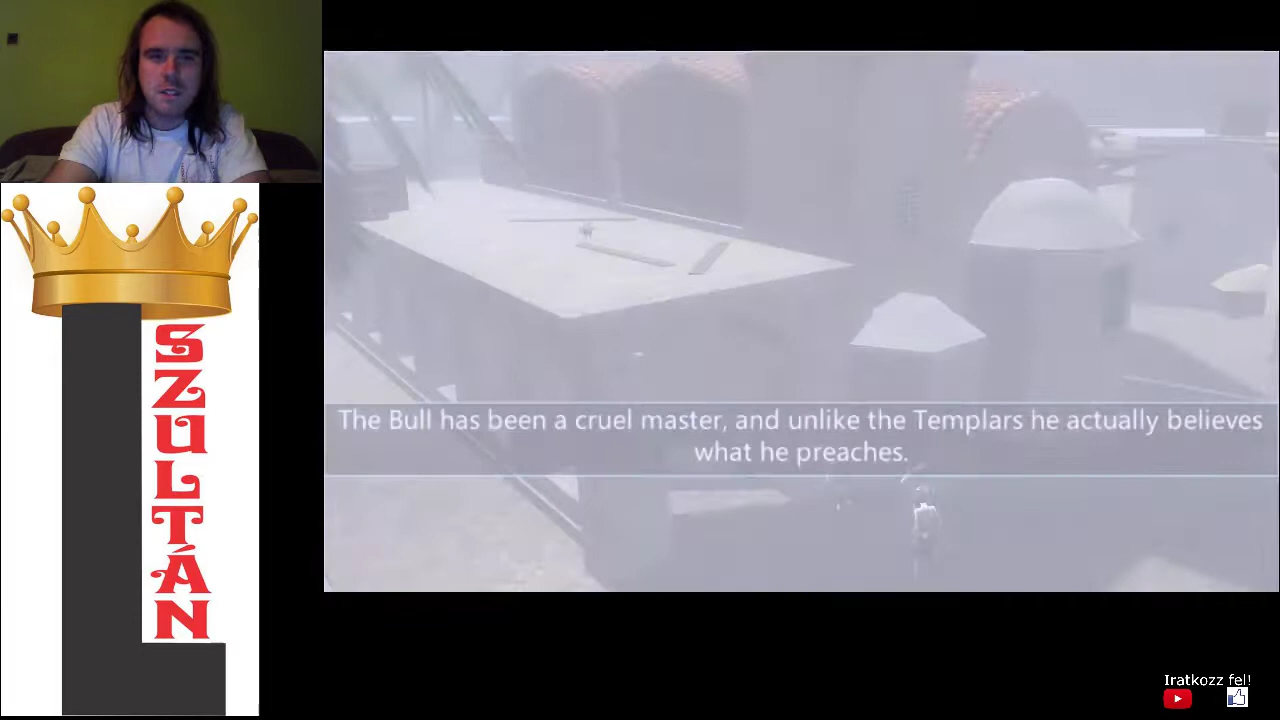 SZULTÁN
The Bull has been a cruel master, and unlike the Templars he actually believes
what he preaches.
Iratkozz fel!